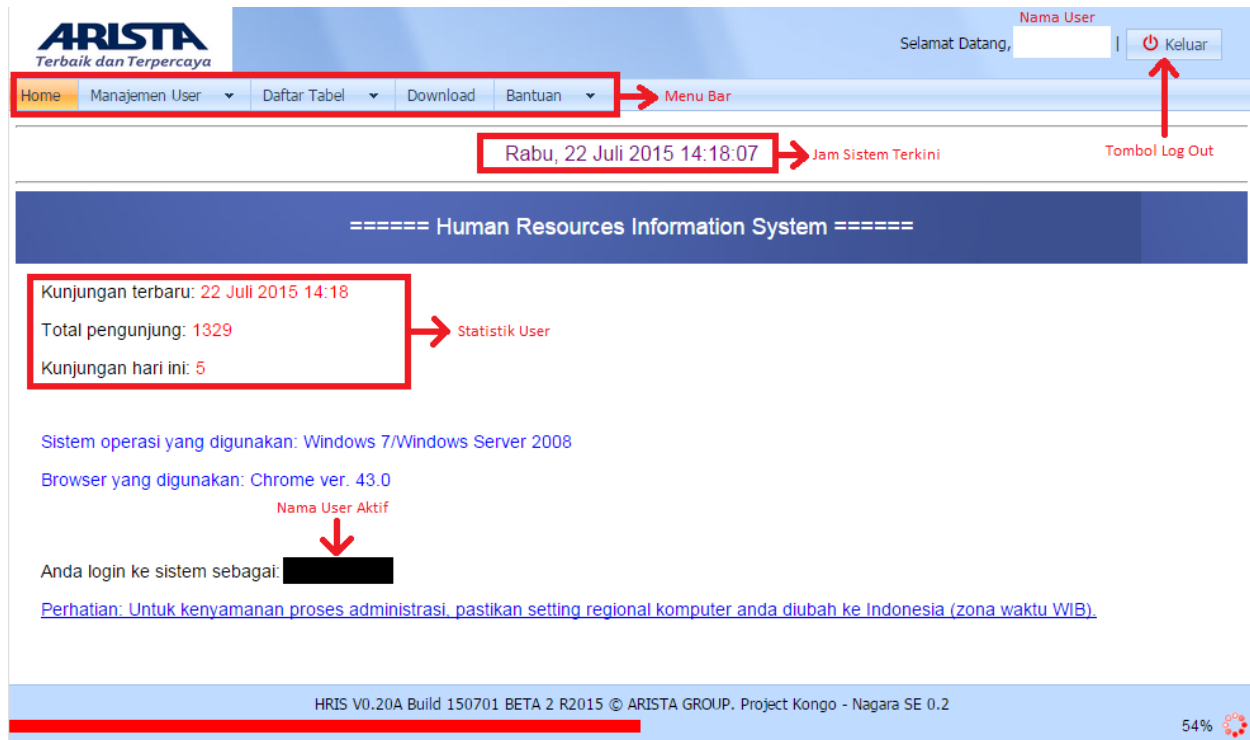 Nama User
ARISTA
Terbaik dan Terpercaya
Selamat Datang, | Keluar
Home Manajemen User Daftar Tabel Download Bantuan Menu Bar
Rabu, 22 Juli 2015 14:18:07 Jam Sistem Terkini Tombol Log Out
====== Human Resources Information System ======
Kunjungan terbaru: 22 Juli 2015 14:18
Total pengunjung: 1329 Statistik User
Kunjungan hari ini: 5
Sistem operasi yang digunakan: Windows 7/Windows Server 2008
Browser yang digunakan: Chrome ver. 43.0
Nama User Aktif
Anda login ke sistem sebagai:
Perhatian: Untuk kenyamanan proses administrasi, pastikan setting regional komputer anda diubah ke Indonesia (zona waktu WIB).
HRIS V0.20A Build 150701 BETA 2 R2015 © ARISTA GROUP. Project Kongo - Nagara SE 0.2
54%